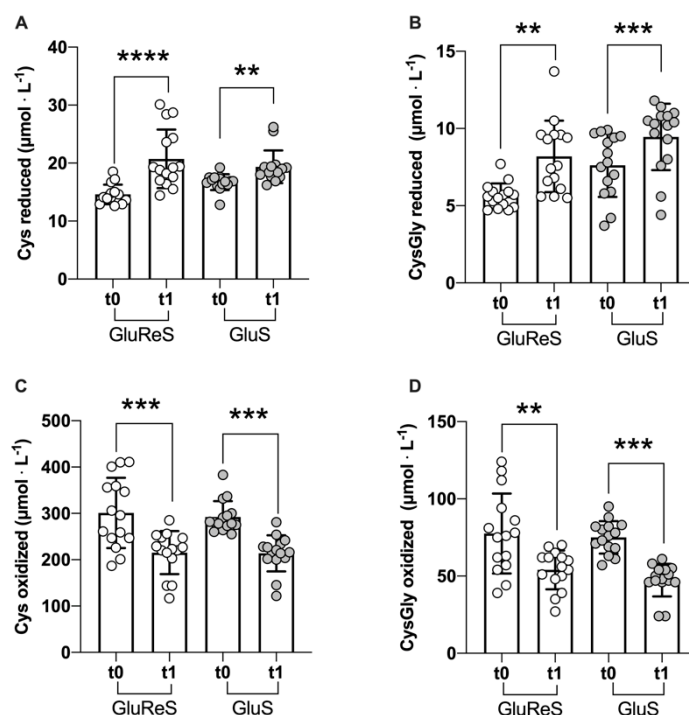 A
Cys reduced (μmol · L⁻¹)
40
30
20
10
0
****
**
t0 t1 t0 t1
GluReS GluS
B
CysGly reduced (μmol · L⁻¹)
15
10
5
0
**
***
t0 t1 t0 t1
GluReS GluS
C
Cys oxidized (μmol · L⁻¹)
500
400
300
200
100
0
***
***
t0 t1 t0 t1
GluReS GluS
D
CysGly oxidized (μmol · L⁻¹)
150
100
50
0
**
***
t0 t1 t0 t1
GluReS GluS